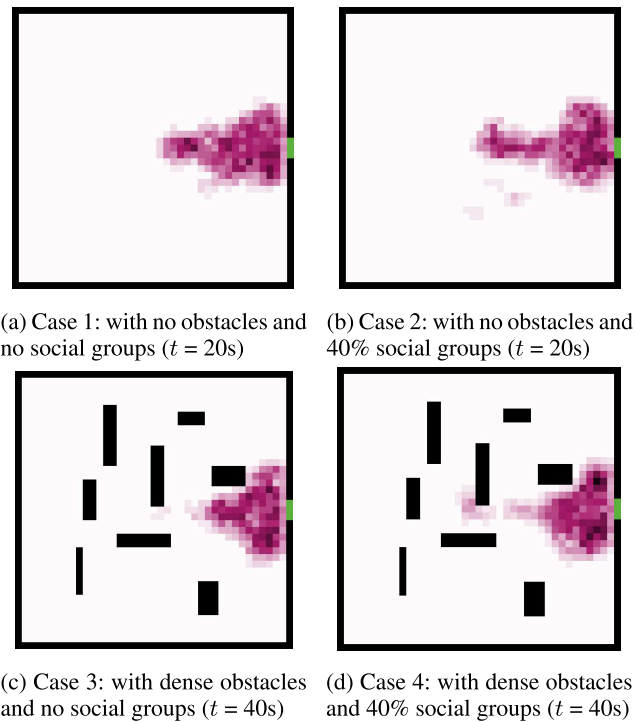 (a) Case 1: with no obstacles and
no social groups (t = 20s)
(b) Case 2: with no obstacles and
40% social groups (t = 20s)
(c) Case 3: with dense obstacles
and no social groups (t = 40s)
(d) Case 4: with dense obstacles
and 40% social groups (t = 40s)